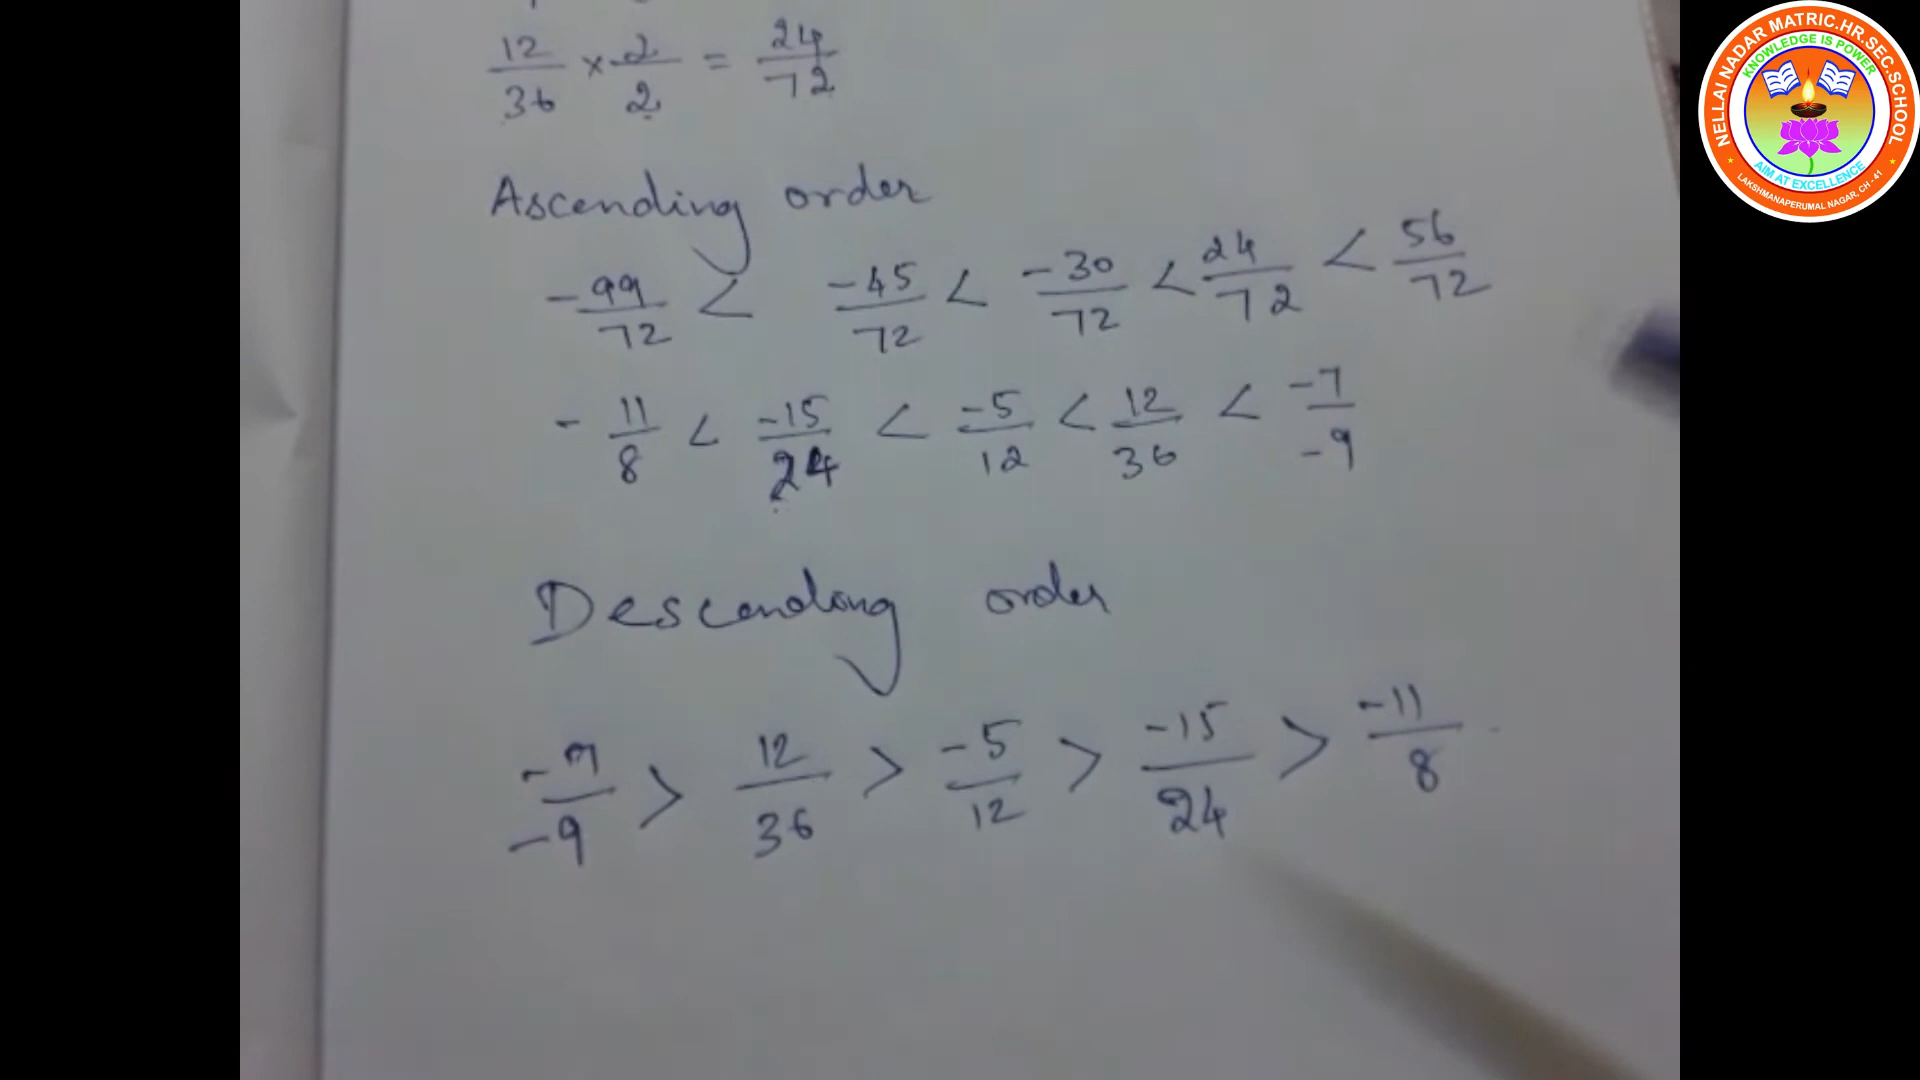 12/36 × 2/2 = 24/72
Ascending order
-99/72 < -45/72 < -30/72 < 24/72 < 56/72
-11/8 < -15/24 < -5/12 < 12/36 < -7/-9
Descending order
-7/-9 > 12/36 > -5/12 > -15/24 > -11/8
NELLAI NADAR MATRIC.HR.SEC.SCHOOL
KNOWLEDGE IS POWER
AIM AT EXCELLENCE
LAKSHMANAPERUMAL NAGAR, CH - 41